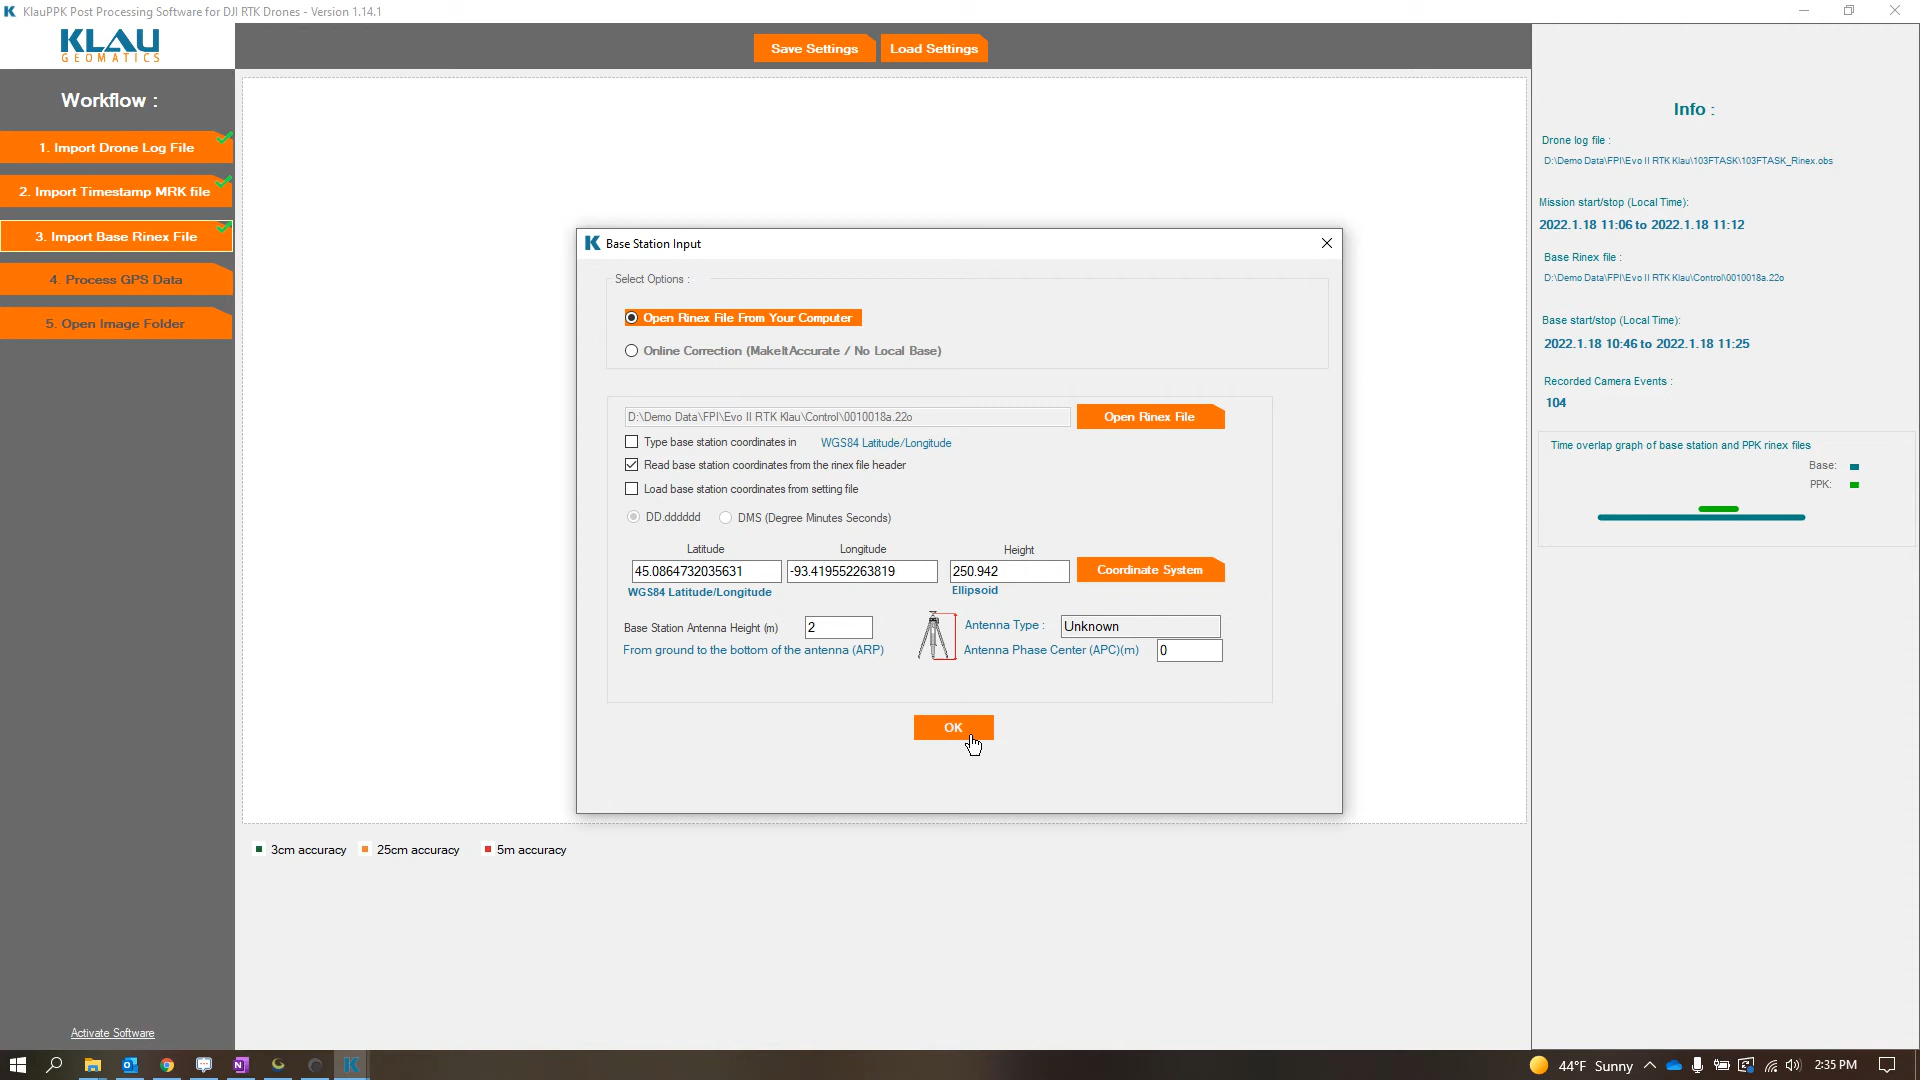 KlauPPK Post Processing Software for DJI RTK Drones - Version 1.14.1
KLAU
GEOMATICS
Save Settings
Load Settings
Workflow :
1. Import Drone Log File
2. Import Timestamp MRK file
3. Import Base Rinex File
4. Process GPS Data
5. Open Image Folder
Activate Software
Base Station Input
Select Options :
Open Rinex File From Your Computer
Online Correction (MakeItAccurate / No Local Base)
D:\Demo Data\FPI\Evo II RTK Klau\Control\0010018a.22o
Open Rinex File
Type base station coordinates in WGS84 Latitude/Longitude
Read base station coordinates from the rinex file header
Load base station coordinates from setting file
DD.dddddd
DMS (Degree Minutes Seconds)
Latitude Longitude Height
45.0864732035631 -93.419552263819 250.942
Coordinate System
WGS84 Latitude/Longitude
Ellipsoid
Base Station Antenna Height (m) 2
From ground to the bottom of the antenna (ARP)
Antenna Type : Unknown
Antenna Phase Center (APC)(m) 0
OK
3cm accuracy 25cm accuracy 5m accuracy
Info :
Drone log file :
D:\Demo Data\FPI\Evo II RTK Klau\103FTASK\103FTASK_Rinex.obs
Mission start/stop (Local Time):
2022.1.18 11:06 to 2022.1.18 11:12
Base Rinex file :
D:\Demo Data\FPI\Evo II RTK Klau\Control\0010018a.22o
Base start/stop (Local Time):
2022.1.18 10:46 to 2022.1.18 11:25
Recorded Camera Events :
104
Time overlap graph of base station and PPK rinex files
Base:
PPK:
44°F Sunny
2:35 PM